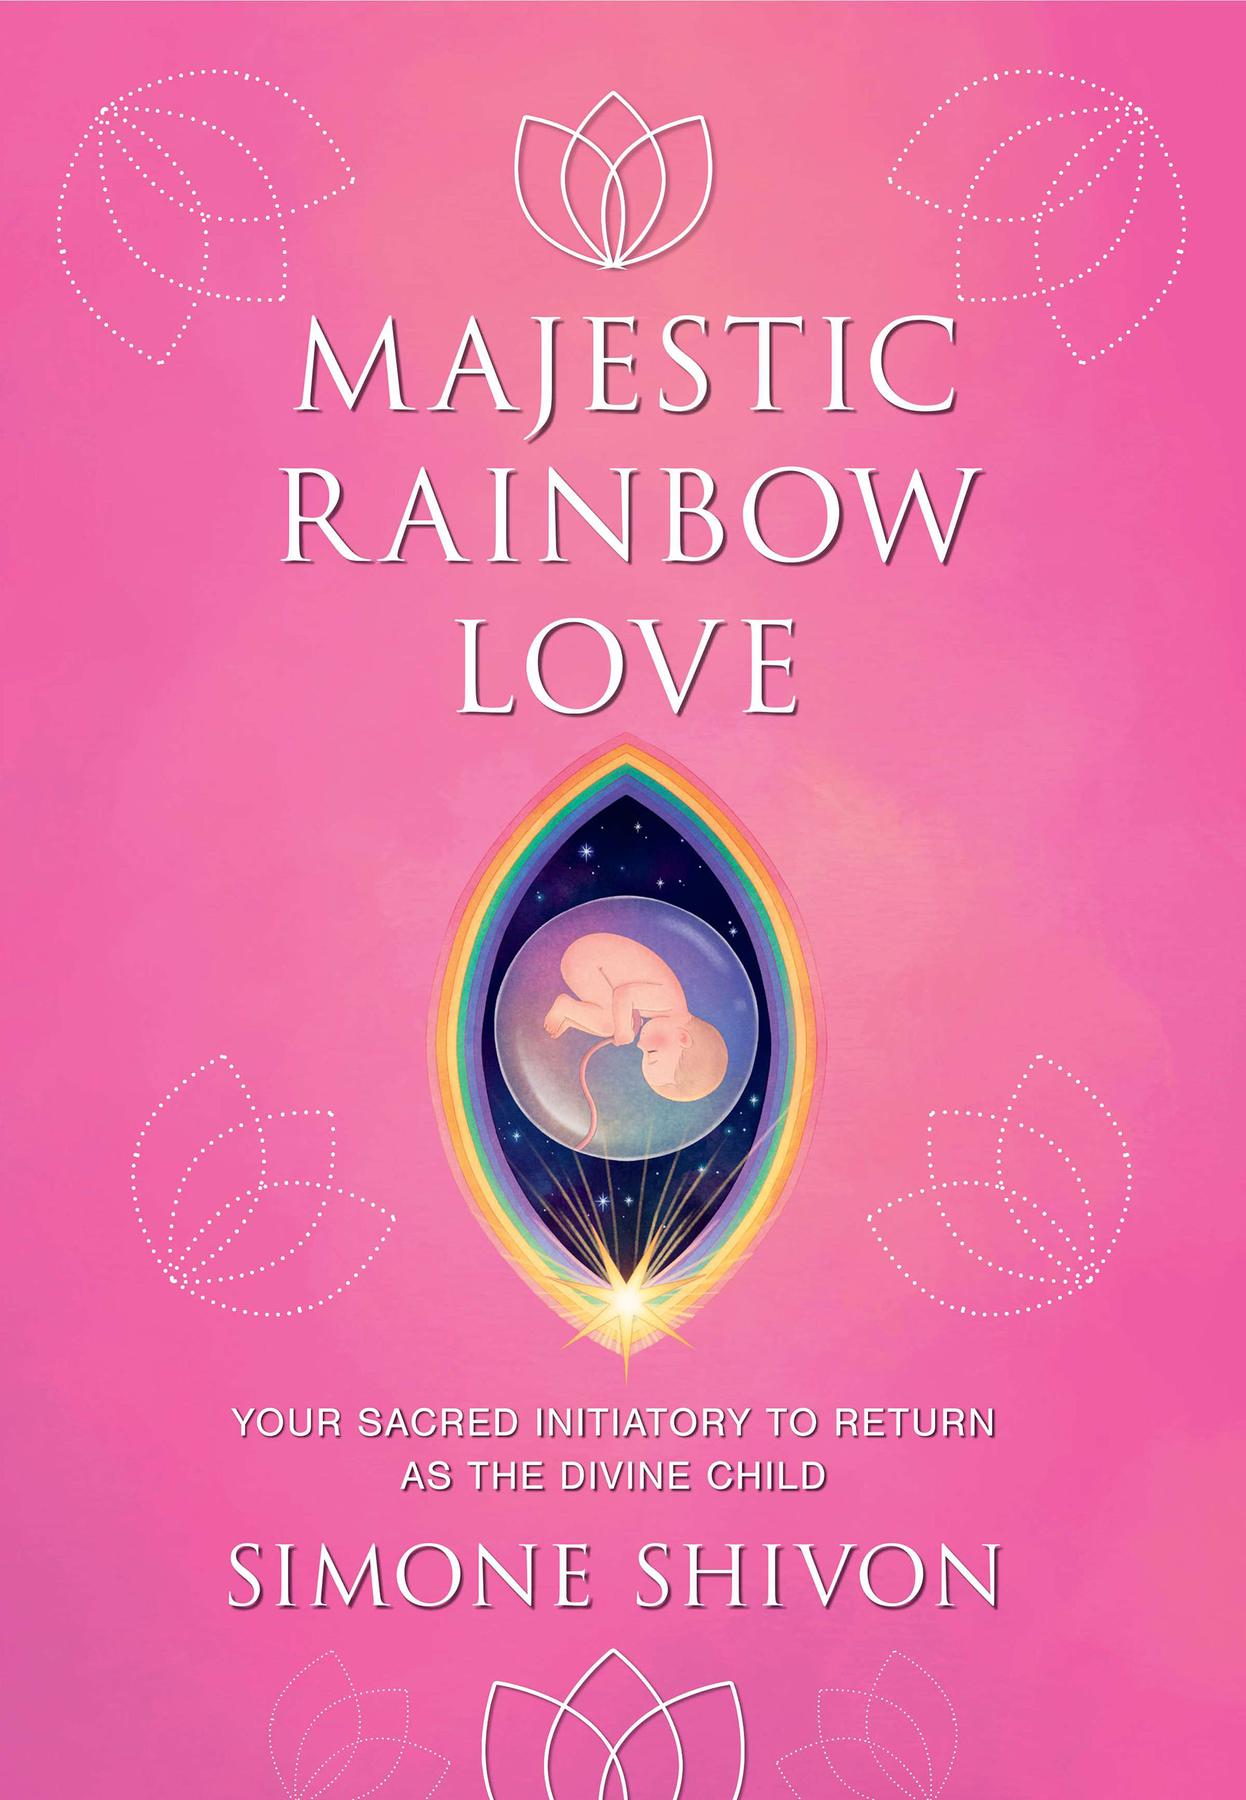 MAJESTIC
RAINBOW
LOVE
YOUR SACRED INITIATORY TO RETURN
AS THE DIVINE CHILD
SIMONE SHIVON